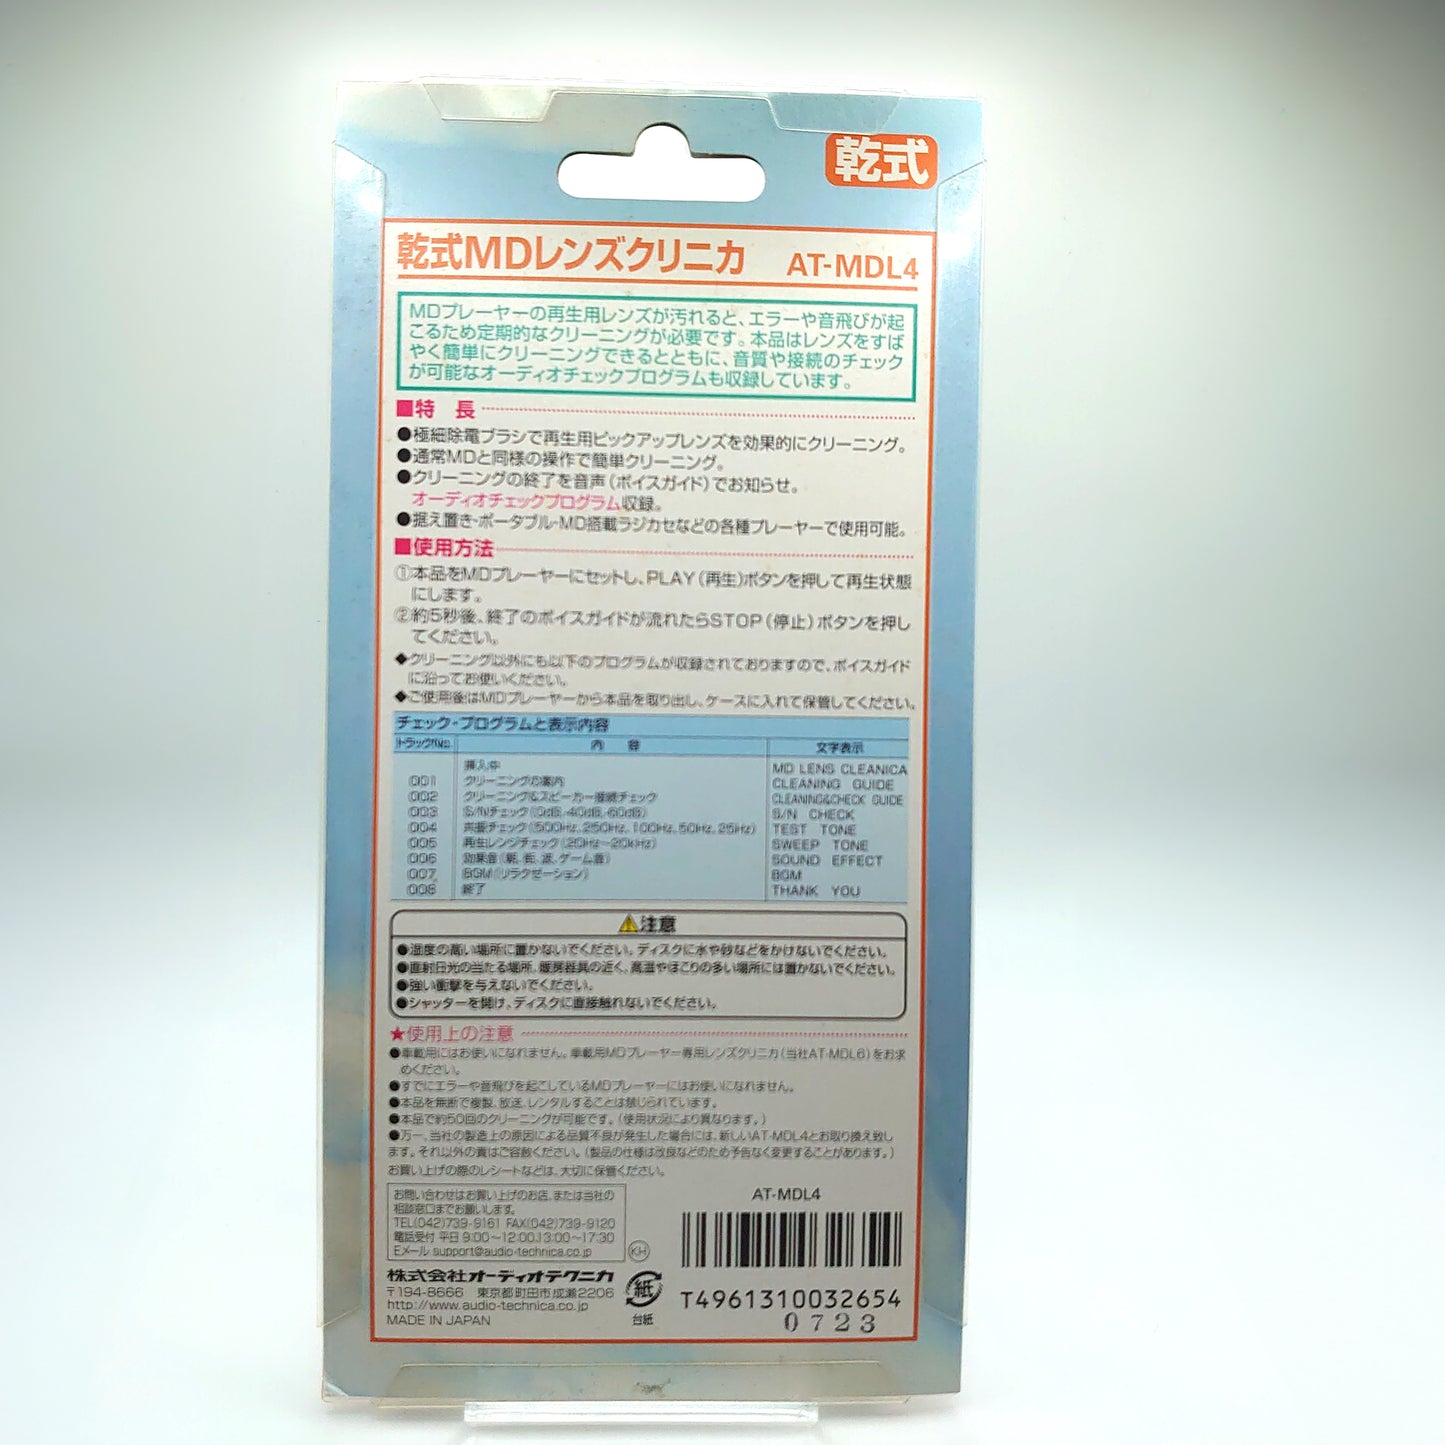 乾式
乾式MDレンズクリニカ AT-MDL4
MDプレーヤーの再生用レンズが汚れると、エラーや音飛びが起
こるため定期的なクリーニングが必要です。本品はレンズをすば
やく簡単にクリーニングできるとともに、音質や接続のチェック
が可能なオーディオチェックプログラムも収録しています。
■特 長
●極細除電ブラシで再生用ピックアップレンズを効果的にクリーニング。
●通常MDと同様の操作で簡単クリーニング。
●クリーニングの終了を音声(ボイスガイド)でお知らせ。
オーディオチェックプログラム収録。
●据え置き・ポータブル・MD搭載ラジカセなどの各種プレーヤーで使用可能。
■使用方法
①本品をMDプレーヤーにセットし、PLAY(再生)ボタンを押して再生状態
にします。
②約5秒後、終了のボイスガイドが流れたらSTOP(停止)ボタンを押し
てください。
◆クリーニング以外にも以下のプログラムが収録されておりますので、ボイスガイド
に沿ってお使いください。
◆ご使用後はMDプレーヤーから本品を取り出し、ケースに入れて保管してください。
チェック・プログラムと表示内容
トラックNo. 内 容 文字表示
挿入時 MD LENS CLEANICA
001 クリーニングの案内 CLEANING GUIDE
002 クリーニング&スピーカー接続チェック CLEANING&CHECK GUIDE
003 S/Nチェック(0dB、-40dB、-60dB) S/N CHECK
004 共振チェック(500Hz、250Hz、100Hz、50Hz、25Hz) TEST TONE
005 再生レンジチェック(20Hz〜20kHz) SWEEP TONE
006 効果音(朝、街、波、ゲーム音) SOUND EFFECT
007 BGM(リラクゼーション) BGM
008 終了 THANK YOU
⚠注意
●湿度の高い場所に置かないでください。ディスクに水や砂などをかけないでください。
●直射日光の当たる場所、暖房器具の近く、高温やほこりの多い場所には置かないでください。
●強い衝撃を与えないでください。
●シャッターを開け、ディスクに直接触れないでください。
★使用上の注意
●車載用にはお使いになれません。車載用MDプレーヤー専用レンズクリニカ(当社AT-MDL6)をお求
めください。
●すでにエラーや音飛びを起こしているMDプレーヤーにはお使いになれません。
●本品を無断で複製、放送、レンタルすることは禁じられています。
●本品で約50回のクリーニングが可能です。(使用状況により異なります。)
●万一、当社の製造上の原因による品質不良が発生した場合には、新しいAT-MDL4とお取り換え致し
ます。それ以外の責はご容赦ください。(製品の仕様は改良などのため予告なく変更することがあります。)
お買い上げの際のレシートなどは、大切に保管ください。
お問い合わせはお買い上げのお店、または当社の
相談窓口までお願いします。
TEL(042)739-9161 FAX(042)739-9120
電話受付 平日 9:00〜12:00、13:00〜17:30
Eメール support@audio-technica.co.jp
KH
株式会社オーディオテクニカ
〒194-8666 東京都町田市成瀬2206
http://www.audio-technica.co.jp
MADE IN JAPAN
紙
台紙
AT-MDL4
T4961310032654
0723